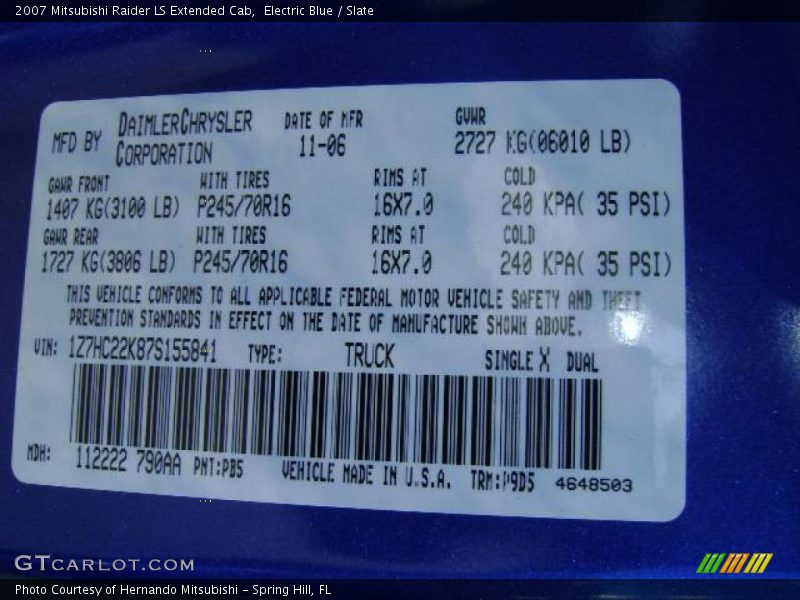 2007 Mitsubishi Raider LS Extended Cab, Electric Blue / Slate
MFD BY DAIMLERCHRYSLER CORPORATION DATE OF MFR 11-06 GVWR 2727 KG(06010 LB)
GAWR FRONT WITH TIRES RIMS AT COLD
1407 KG(3100 LB) P245/70R16 16X7.0 240 KPA( 35 PSI)
GAWR REAR WITH TIRES RIMS AT COLD
1727 KG(3806 LB) P245/70R16 16X7.0 240 KPA( 35 PSI)
THIS VEHICLE CONFORMS TO ALL APPLICABLE FEDERAL MOTOR VEHICLE SAFETY AND THEFT
PREVENTION STANDARDS IN EFFECT ON THE DATE OF MANUFACTURE SHOWN ABOVE.
VIN: 1Z7HC22K87S155841 TYPE: TRUCK SINGLE X DUAL
MDH: 112222 790AA PNT:PB5 VEHICLE MADE IN U.S.A. TRM:P9D5 4648503
GTCARLOT.COM
Photo Courtesy of Hernando Mitsubishi - Spring Hill, FL